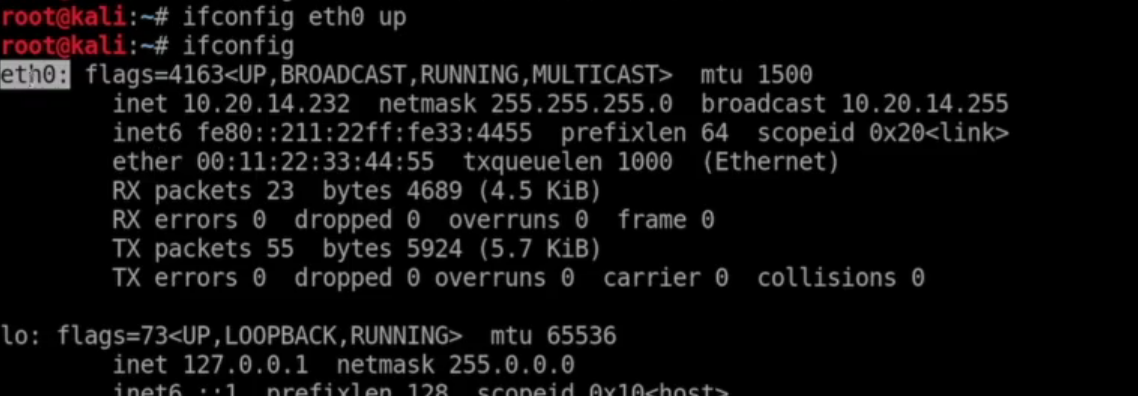 root@kali:~# ifconfig eth0 up
root@kali:~# ifconfig
eth0: flags=4163<UP,BROADCAST,RUNNING,MULTICAST>  mtu 1500
        inet 10.20.14.232  netmask 255.255.255.0  broadcast 10.20.14.255
        inet6 fe80::211:22ff:fe33:4455  prefixlen 64  scopeid 0x20<link>
        ether 00:11:22:33:44:55  txqueuelen 1000  (Ethernet)
        RX packets 23  bytes 4689 (4.5 KiB)
        RX errors 0  dropped 0  overruns 0  frame 0
        TX packets 55  bytes 5924 (5.7 KiB)
        TX errors 0  dropped 0 overruns 0  carrier 0  collisions 0

lo: flags=73<UP,LOOPBACK,RUNNING>  mtu 65536
        inet 127.0.0.1  netmask 255.0.0.0
        inet6 ::1  prefixlen 128  scopeid 0x10<host>